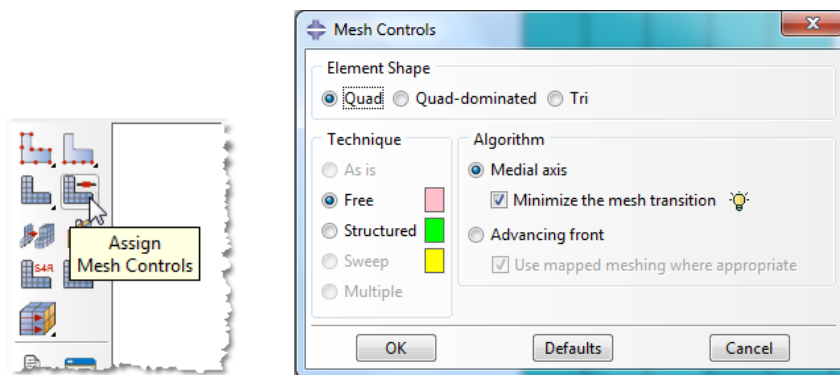 Mesh Controls
Element Shape
Quad Quad-dominated Tri
Technique
As is
Free
Structured
Sweep
Multiple
Algorithm
Medial axis
Minimize the mesh transition
Advancing front
Use mapped meshing where appropriate
OK Defaults Cancel
Assign
Mesh Controls
S4R